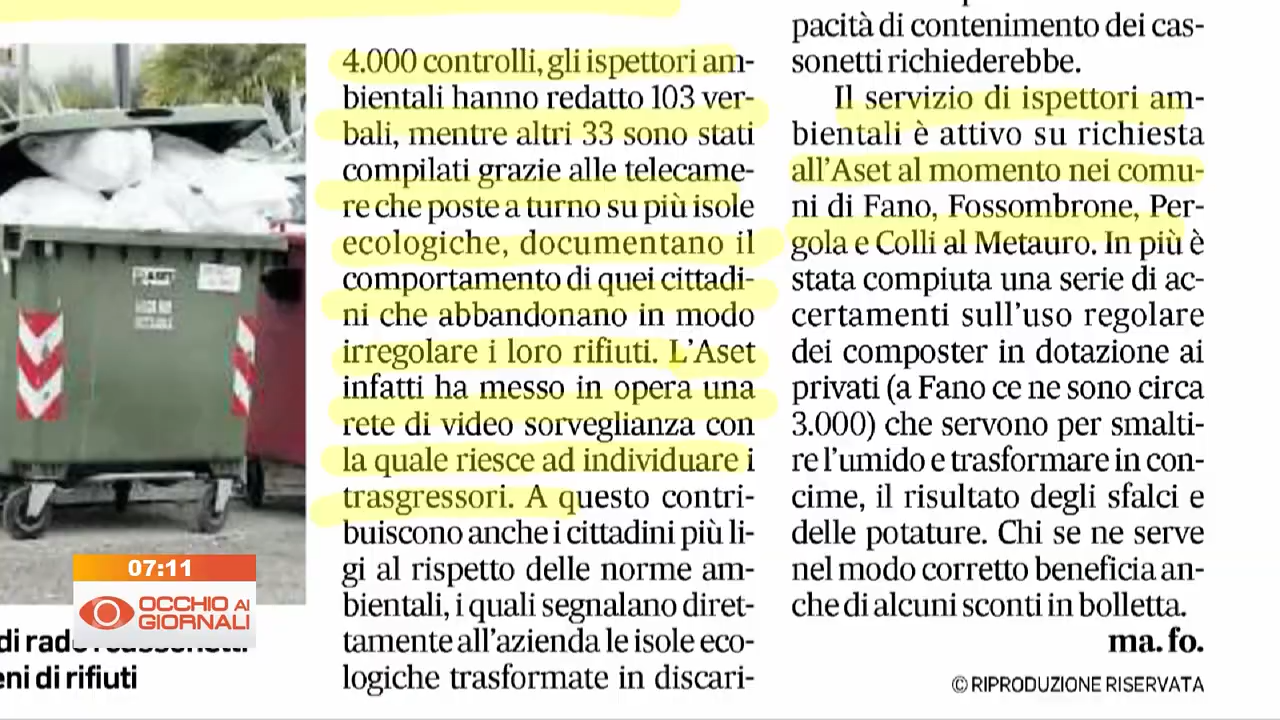 4.000 controlli, gli ispettori am-
bientali hanno redatto 103 ver-
bali, mentre altri 33 sono stati
compilati grazie alle telecame-
re che poste a turno su più isole
ecologiche, documentano il
comportamento di quei cittadi-
ni che abbandonano in modo
irregolare i loro rifiuti. L'Aset
infatti ha messo in opera una
rete di video sorveglianza con
la quale riesce ad individuare i
trasgressori. A questo contri-
buiscono anche i cittadini più li-
gi al rispetto delle norme am-
bientali, i quali segnalano diret-
tamente all'azienda le isole eco-
logiche trasformate in discari-
pacità di contenimento dei cas-
sonetti richiederebbe.
Il servizio di ispettori am-
bientali è attivo su richiesta
all'Aset al momento nei comu-
ni di Fano, Fossombrone, Per-
gola e Colli al Metauro. In più è
stata compiuta una serie di ac-
certamenti sull'uso regolare
dei composter in dotazione ai
privati (a Fano ce ne sono circa
3.000) che servono per smalti-
re l'umido e trasformare in con-
cime, il risultato degli sfalci e
delle potature. Chi se ne serve
nel modo corretto beneficia an-
che di alcuni sconti in bolletta.
ma. fo.
© RIPRODUZIONE RISERVATA
ASET
07:11
OCCHIO AI
GIORNALI
di
eni di rifiuti